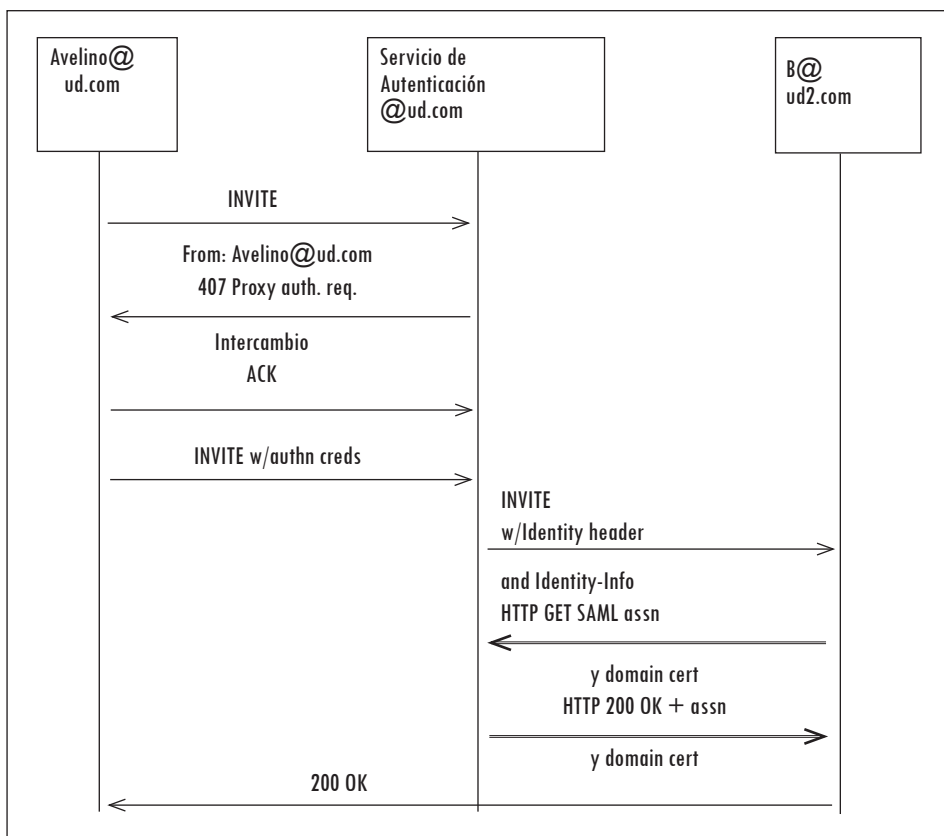 Avelino@
ud.com
Servicio de
Autenticación
@ud.com
B@
ud2.com
INVITE
From: Avelino@ud.com
407 Proxy auth. req.
Intercambio
ACK
INVITE w/authn creds
INVITE
w/Identity header
and Identity-Info
HTTP GET SAML assn
y domain cert
HTTP 200 OK + assn
y domain cert
200 OK